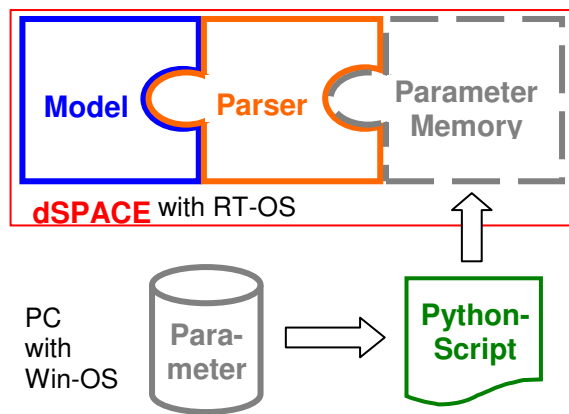 Model
Parser
Parameter
Memory
dSPACE with RT-OS
PC
with
Win-OS
Para-
meter
Python-
Script